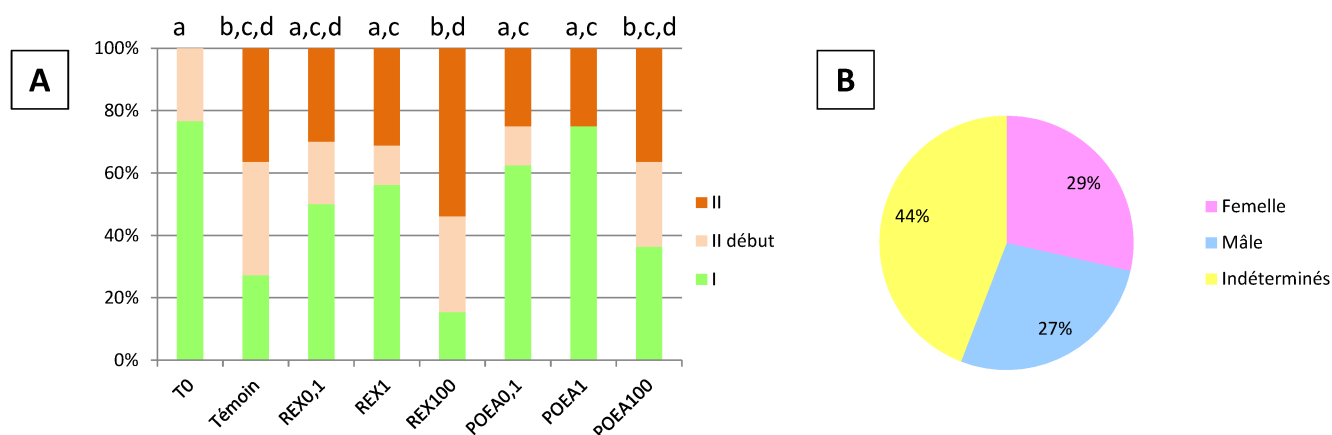 A
a b,c,d a,c,d a,c b,d a,c a,c b,c,d
100%
80%
60%
40%
20%
0%
T0 Témoin REX0,1 REX1 REX100 POEA0,1 POEA1 POEA100
II
II début
I
B
29%
44%
27%
Femelle
Mâle
Indéterminés